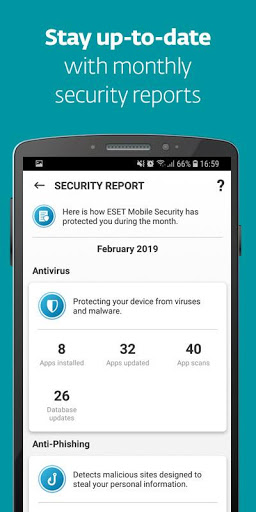 Stay up-to-date
with monthly
security reports
66% 16:59
SECURITY REPORT ?
Here is how ESET Mobile Security has
protected you during the month.
February 2019
Antivirus
Protecting your device from viruses
and malware.
8 32 40
Apps installed Apps updated App scans
26
Database
updates
Anti-Phishing
Detects malicious sites designed to
steal your personal information.